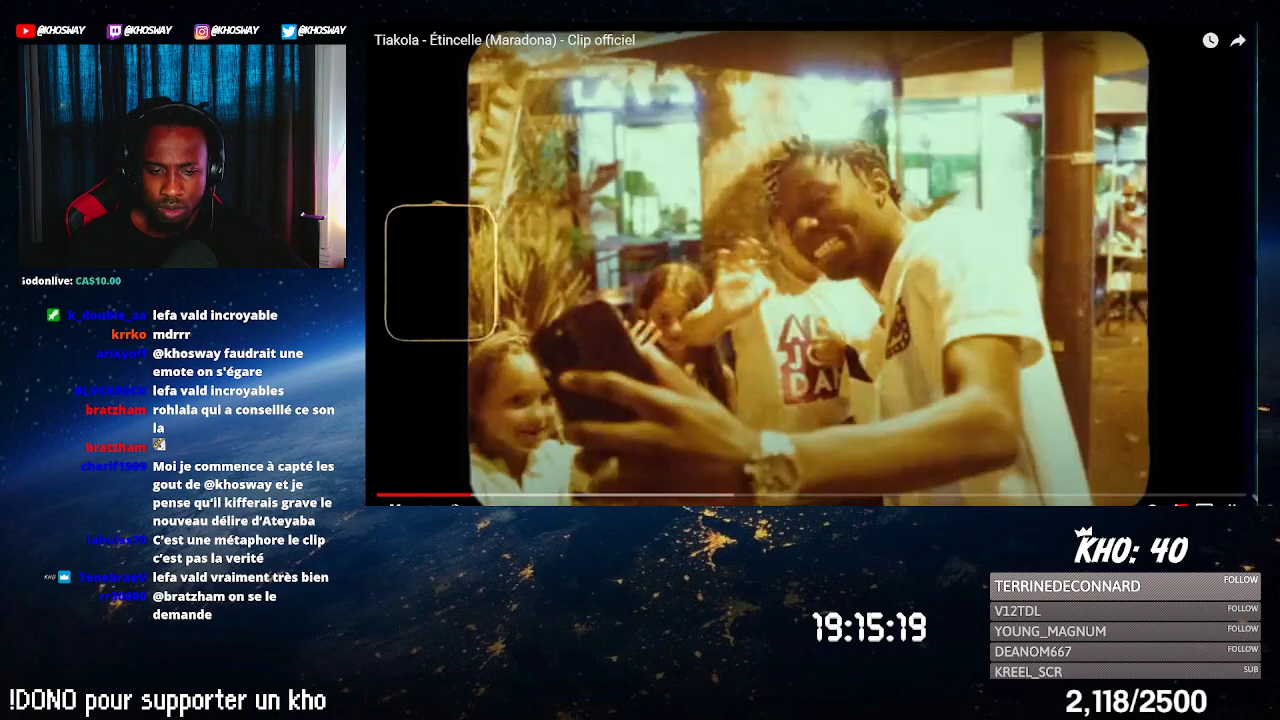 @KHOSWAY @KHOSWAY @KHOSWAY @KHOSWAY
Tiakola - Étincelle (Maradona) - Clip officiel
odonlive: CA$10.00
k_double_aa lefa vald incroyable
krrko mdrrr
arixyoff @khosway faudrait une
emote on s'égare
lefa vald incroyables
bratzham rohlala qui a conseillé ce son
la
bratzham
cherif1999 Moi je commence à capté les
gout de @khosway et je
pense qu'il kifferais grave le
nouveau délire d'Ateyaba
C'est une métaphore le clip
c'est pas la verité
TenebraeV lefa vald vraiment très bien
@bratzham on se le
demande
KHO: 40
TERRINEDECONNARD FOLLOW
V12TDL FOLLOW
YOUNG_MAGNUM FOLLOW
DEANOM667 FOLLOW
KREEL_SCR SUB
19:15:19
!DONO pour supporter un kho
2,118/2500